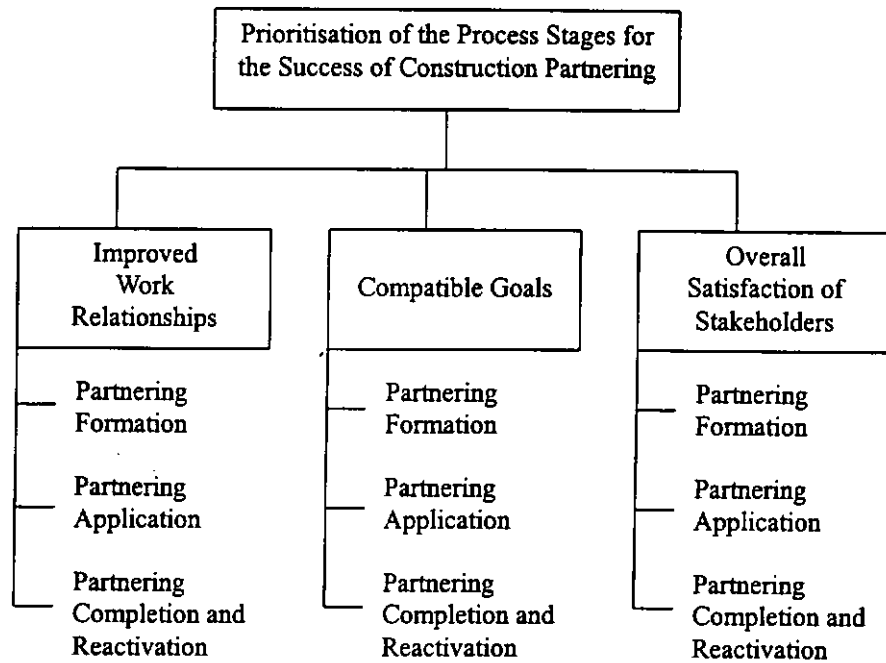 Prioritisation of the Process Stages for
the Success of Construction Partnering
Improved
Work
Relationships
Partnering
Formation
Partnering
Application
Partnering
Completion and
Reactivation
Compatible Goals
Partnering
Formation
Partnering
Application
Partnering
Completion and
Reactivation
Overall
Satisfaction of
Stakeholders
Partnering
Formation
Partnering
Application
Partnering
Completion and
Reactivation